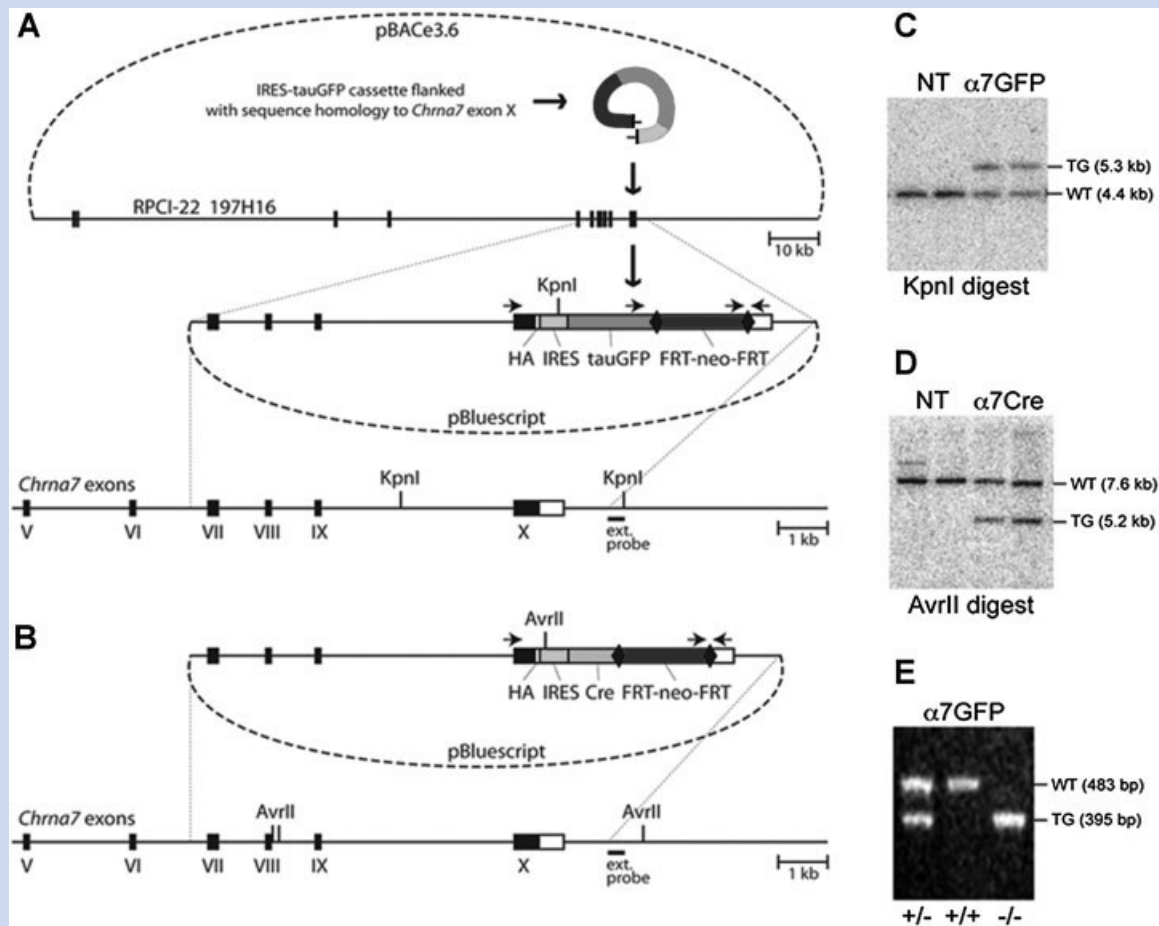 A
pBACe3.6
IRES-tauGFP cassette flanked
with sequence homology to Chrna7 exon X
RPCI-22 197H16
10 kb
KpnI
HA IRES tauGFP FRT-neo-FRT
pBluescript
Chrna7 exons
KpnI
KpnI
V VI VII VIII IX X
ext.
probe
1 kb
B
AvrII
HA IRES Cre FRT-neo-FRT
pBluescript
Chrna7 exons
AvrII
AvrII
V VI VII VIII IX X
ext.
probe
1 kb
C
NT α7GFP
TG (5.3 kb)
WT (4.4 kb)
KpnI digest
D
NT α7Cre
WT (7.6 kb)
TG (5.2 kb)
AvrII digest
E
α7GFP
WT (483 bp)
TG (395 bp)
+/- +/+ -/-